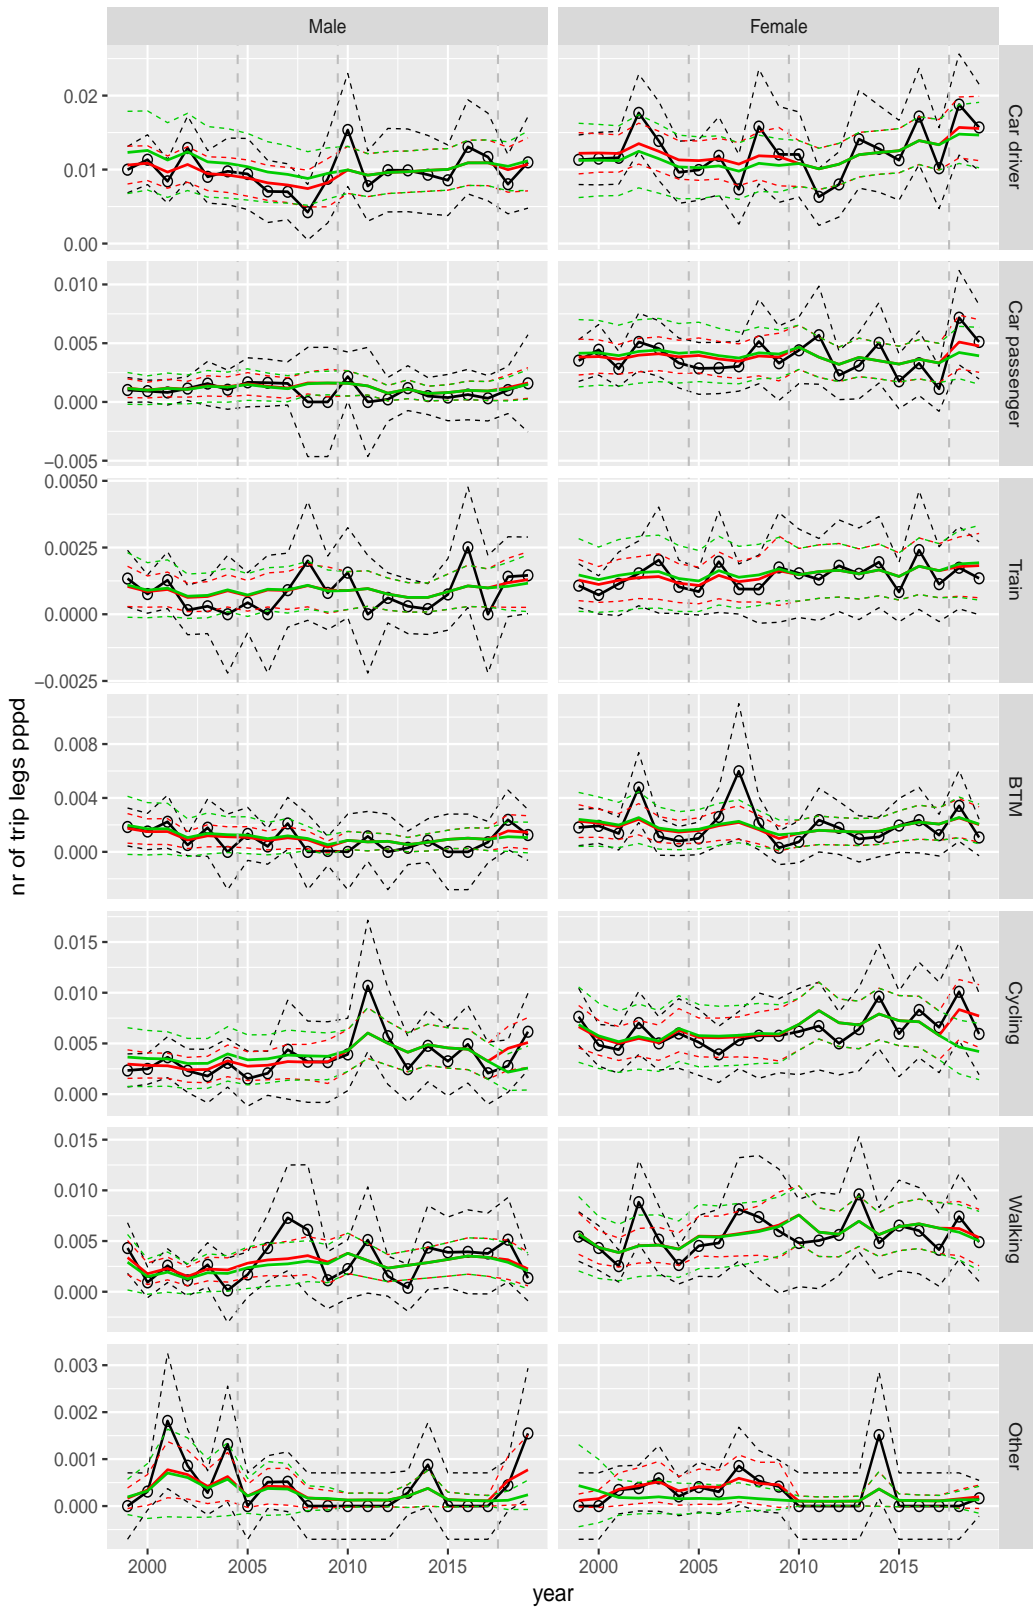 Male
Female
0.02
0.01
0.00
Car driver
0.010
0.005
0.000
−0.005
Car passenger
0.0050
0.0025
0.0000
−0.0025
Train
0.008
0.004
0.000
BTM
0.015
0.010
0.005
0.000
Cycling
0.015
0.010
0.005
0.000
Walking
0.003
0.002
0.001
0.000
Other
nr of trip legs pppd
2000 2005 2010 2015
2000 2005 2010 2015
year